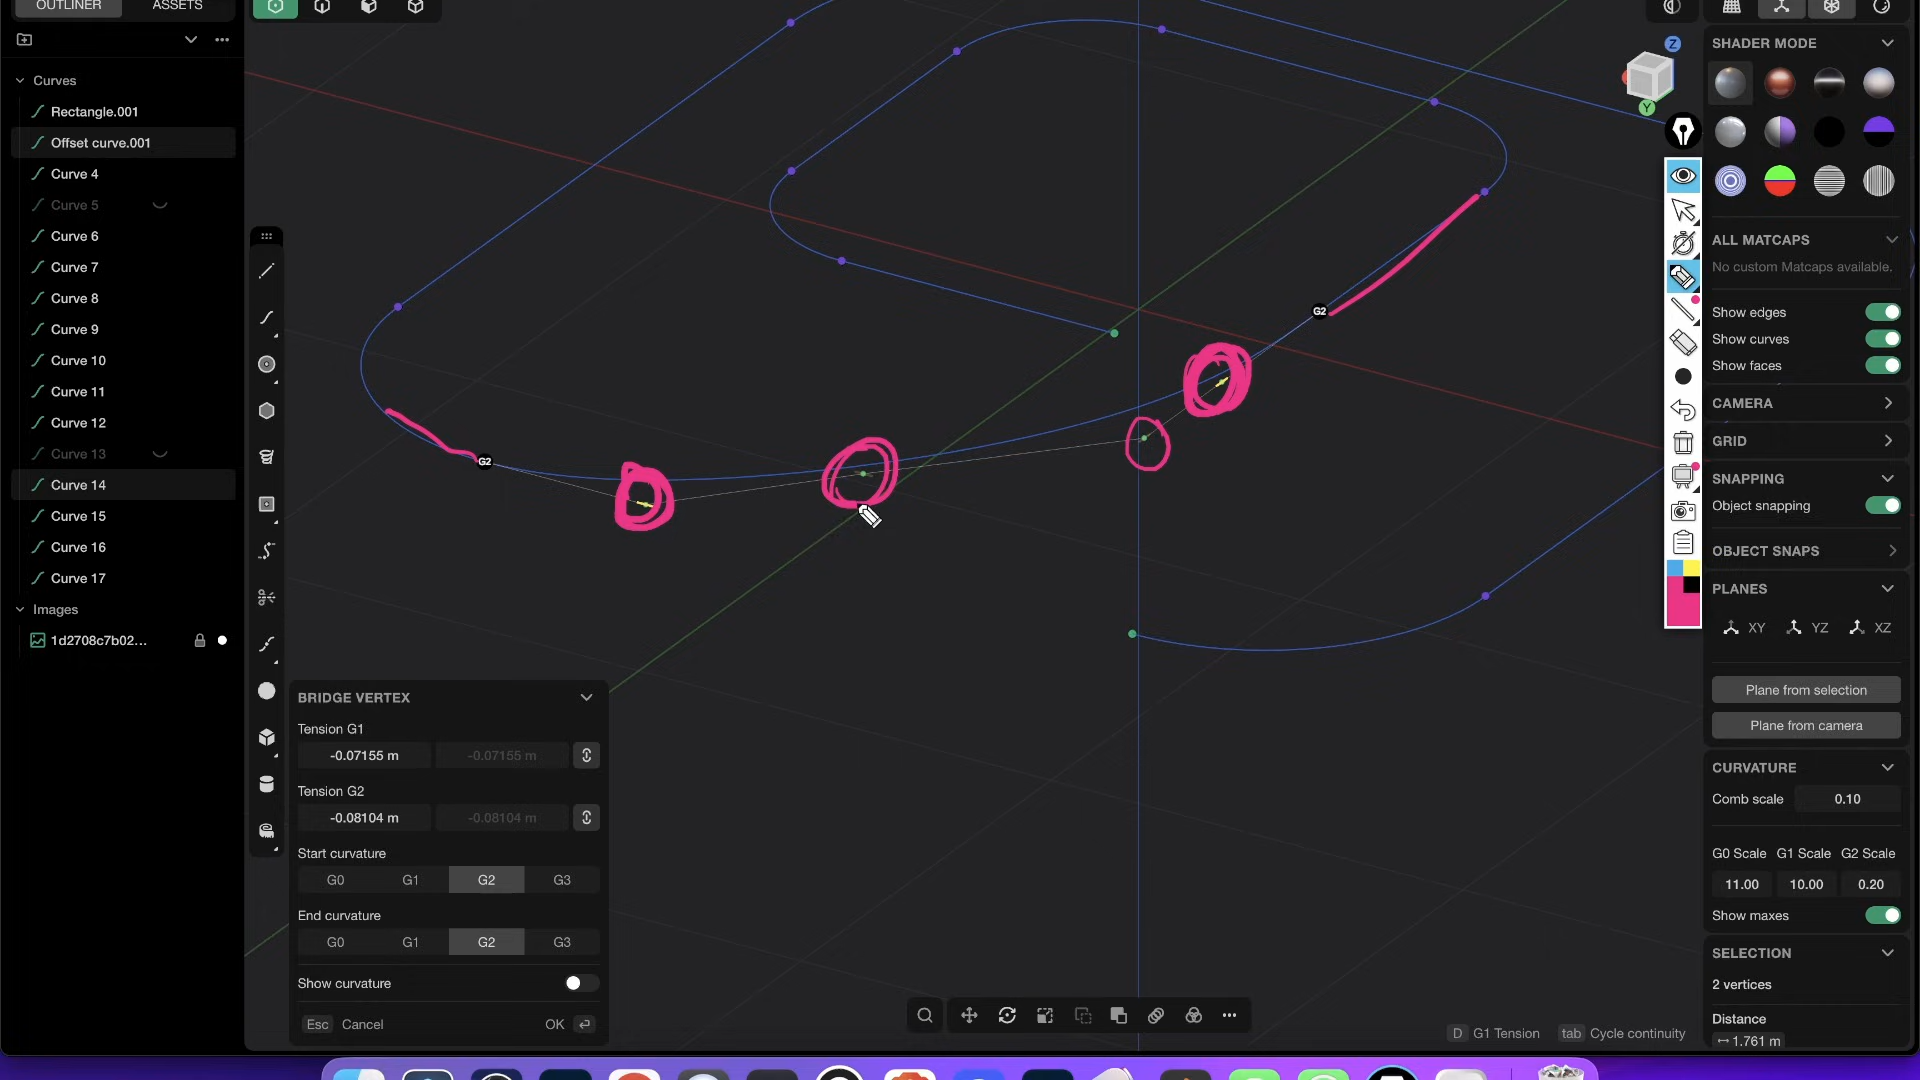 OUTLINER
ASSETS
Curves
Rectangle.001
Offset curve.001
Curve 4
Curve 5
Curve 6
Curve 7
Curve 8
Curve 9
Curve 10
Curve 11
Curve 12
Curve 13
Curve 14
Curve 15
Curve 16
Curve 17
Images
1d2708c7b02...
Z
Y
G2
G2
BRIDGE VERTEX
Tension G1
-0.07155 m
-0.07155 m
Tension G2
-0.08104 m
-0.08104 m
Start curvature
G0 G1 G2 G3
End curvature
G0 G1 G2 G3
Show curvature
Esc Cancel OK
D G1 Tension tab Cycle continuity
SHADER MODE
ALL MATCAPS
No custom Matcaps available.
Show edges
Show curves
Show faces
CAMERA
GRID
SNAPPING
Object snapping
OBJECT SNAPS
PLANES
XY YZ XZ
Plane from selection
Plane from camera
CURVATURE
Comb scale 0.10
G0 Scale G1 Scale G2 Scale
11.00 10.00 0.20
Show maxes
SELECTION
2 vertices
Distance
1.761 m